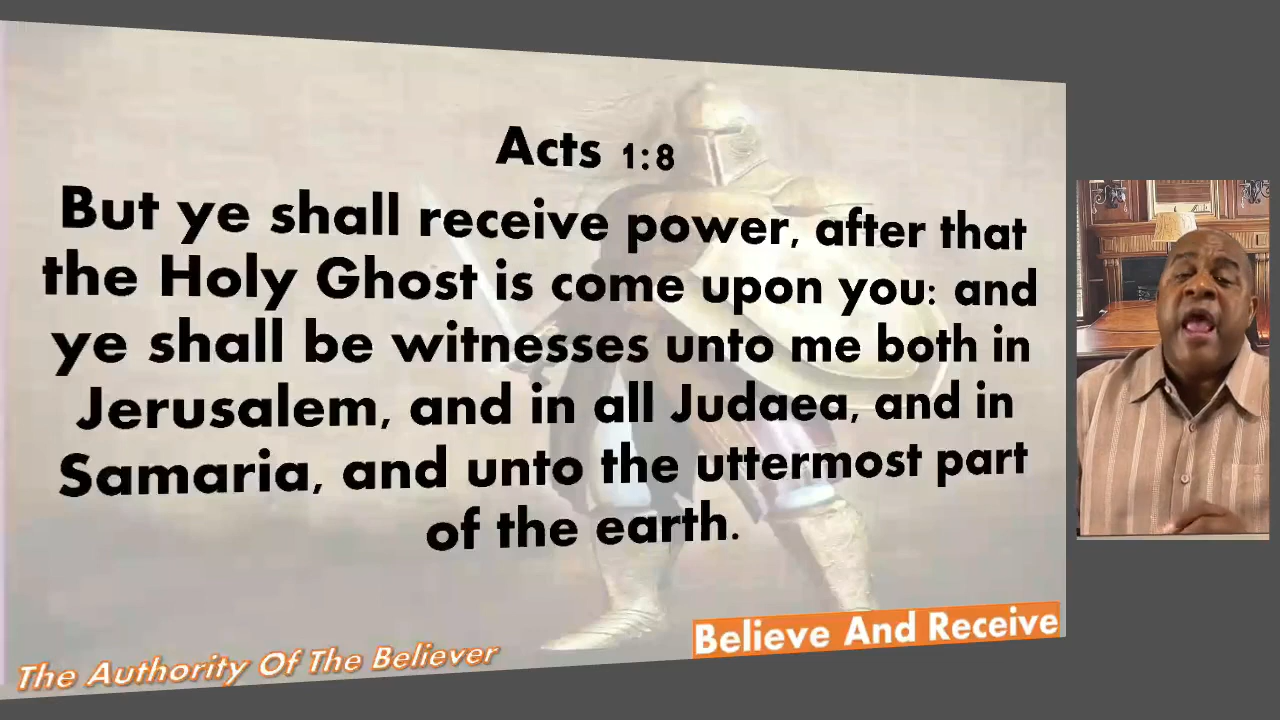 Acts 1:8
But ye shall receive power, after that
the Holy Ghost is come upon you: and
ye shall be witnesses unto me both in
Jerusalem, and in all Judaea, and in
Samaria, and unto the uttermost part
of the earth.
Believe And Receive
The Authority Of The Believer